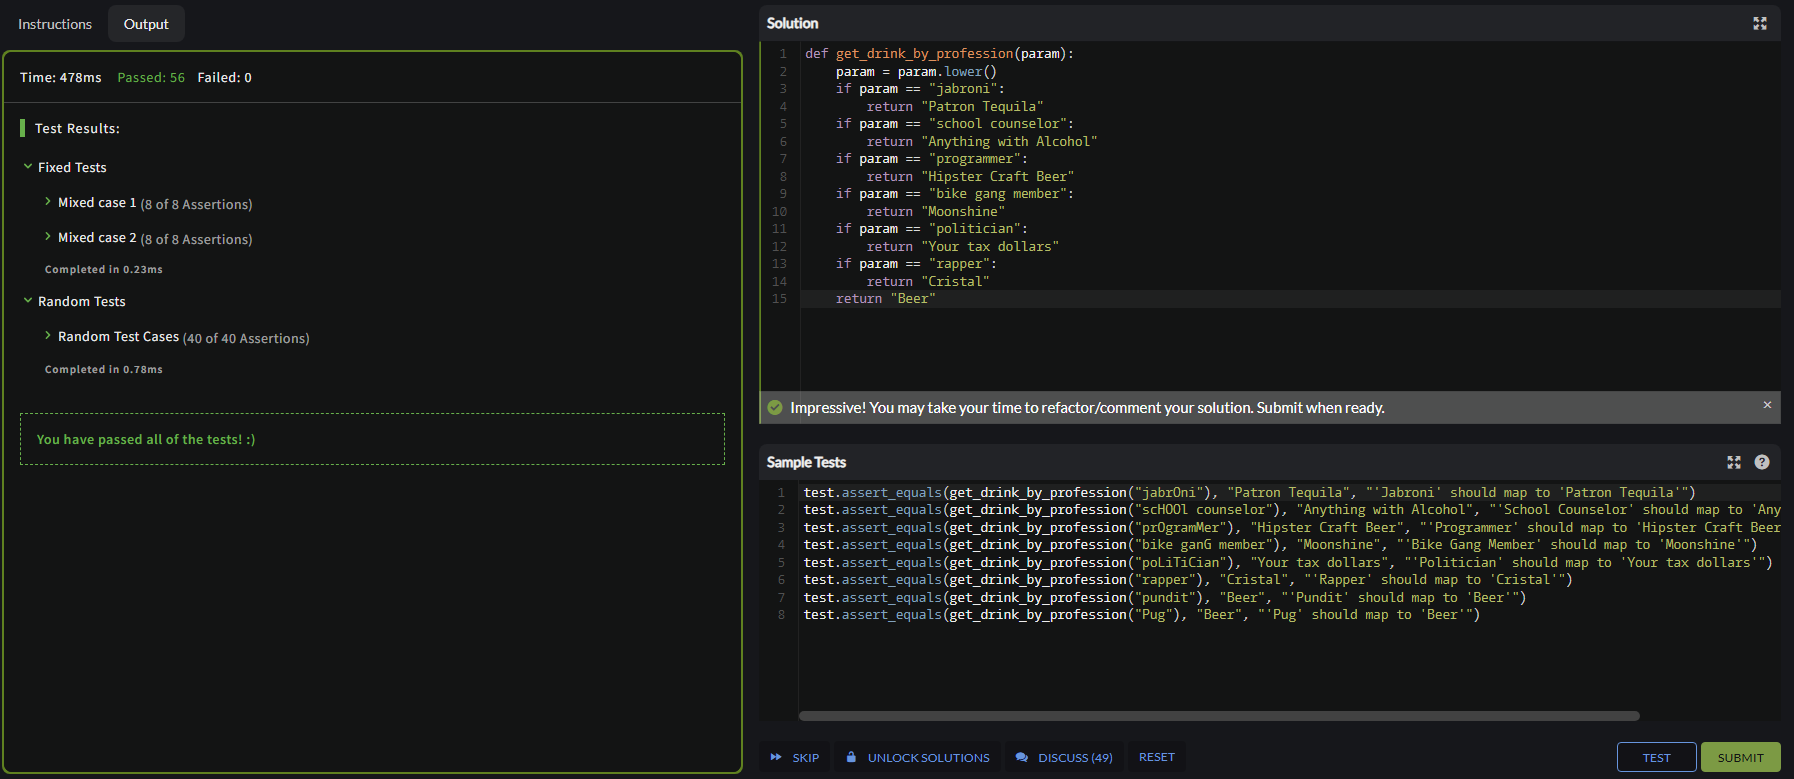 Instructions
Output
Time: 478ms Passed: 56 Failed: 0
Test Results:
Fixed Tests
Mixed case 1 (8 of 8 Assertions)
Mixed case 2 (8 of 8 Assertions)
Completed in 0.23ms
Random Tests
Random Test Cases (40 of 40 Assertions)
Completed in 0.78ms
You have passed all of the tests! :)
Solution
1 def get_drink_by_profession(param):
2     param = param.lower()
3     if param == "jabroni":
4         return "Patron Tequila"
5     if param == "school counselor":
6         return "Anything with Alcohol"
7     if param == "programmer":
8         return "Hipster Craft Beer"
9     if param == "bike gang member":
10         return "Moonshine"
11     if param == "politician":
12         return "Your tax dollars"
13     if param == "rapper":
14         return "Cristal"
15     return "Beer"
Impressive! You may take your time to refactor/comment your solution. Submit when ready.
Sample Tests
1 test.assert_equals(get_drink_by_profession("jabrOni"), "Patron Tequila", "'Jabroni' should map to 'Patron Tequila'")
2 test.assert_equals(get_drink_by_profession("scHOOl counselor"), "Anything with Alcohol", "'School Counselor' should map to 'Any
3 test.assert_equals(get_drink_by_profession("prOgramMer"), "Hipster Craft Beer", "'Programmer' should map to 'Hipster Craft Beer
4 test.assert_equals(get_drink_by_profession("bike ganG member"), "Moonshine", "'Bike Gang Member' should map to 'Moonshine'")
5 test.assert_equals(get_drink_by_profession("poLiTiCian"), "Your tax dollars", "'Politician' should map to 'Your tax dollars'")
6 test.assert_equals(get_drink_by_profession("rapper"), "Cristal", "'Rapper' should map to 'Cristal'")
7 test.assert_equals(get_drink_by_profession("pundit"), "Beer", "'Pundit' should map to 'Beer'")
8 test.assert_equals(get_drink_by_profession("Pug"), "Beer", "'Pug' should map to 'Beer'")
SKIP
UNLOCK SOLUTIONS
DISCUSS (49)
RESET
TEST
SUBMIT